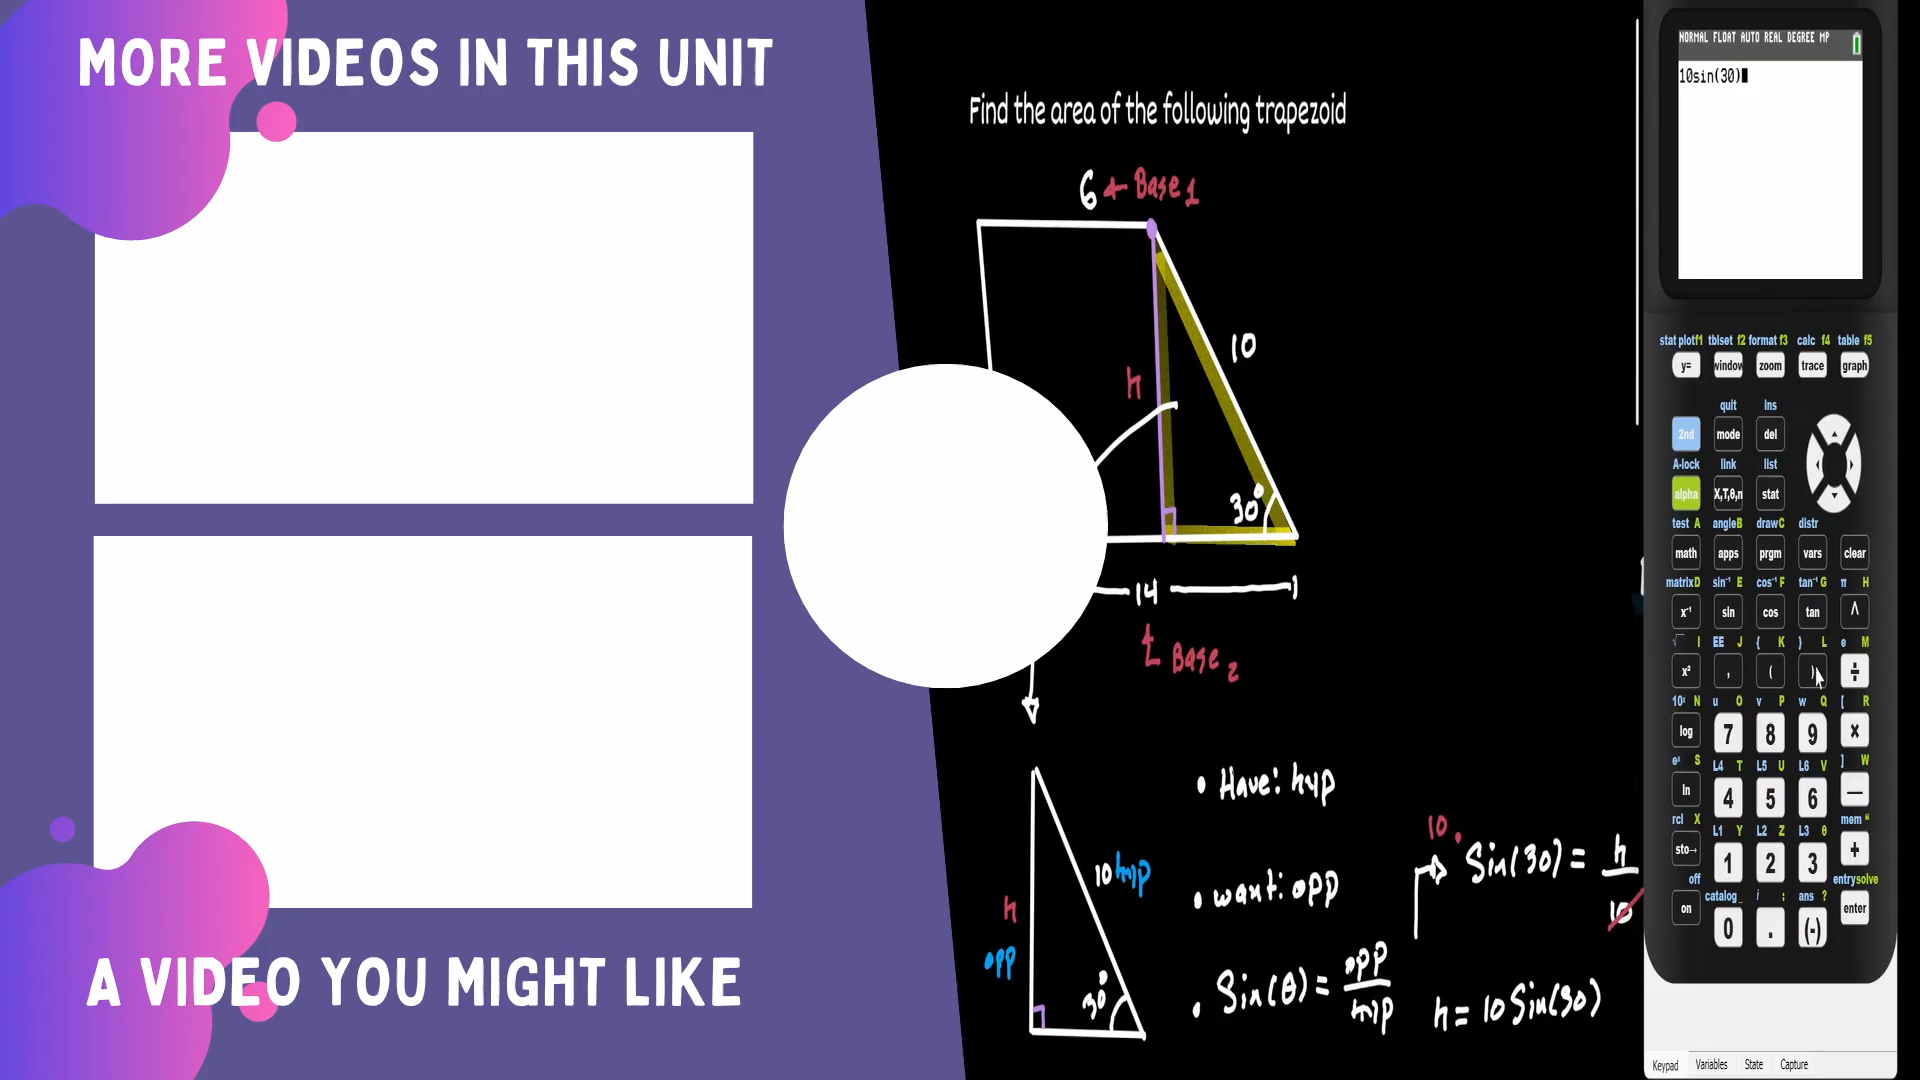 MORE VIDEOS IN THIS UNIT
A VIDEO YOU MIGHT LIKE
Find the area of the following trapezoid
6 ← Base 1
h
10
30°
14
Base 2
h
opp
10 hyp
30°
• Have: hyp
• want: opp
• Sin(θ) = opp/hyp
10 • Sin(30) = h/10
h = 10 Sin(30)
NORMAL FLOAT AUTO REAL DEGREE MP
10sin(30)
stat plot f1 tblset f2 format f3 calc f4 table f5
y= window zoom trace graph
quit ins
2nd mode del
A-lock link list
alpha X,T,θ,n stat
test A angle B draw C distr
math apps prgm vars clear
matrix D sin⁻¹ E cos⁻¹ F tan⁻¹ G π H
x⁻¹ sin cos tan ^
√ I EE J { K } L e M
x² , ( ) ÷
10ˣ N u O v P w Q [ R
log 7 8 9 ×
eˣ S L4 T L5 U L6 V ] W
ln 4 5 6 —
rcl X L1 Y L2 Z L3 θ mem "
sto→ 1 2 3 +
off catalog _ i : ans ? entry solve
on 0 . (-) enter
Keypad Variables State Capture